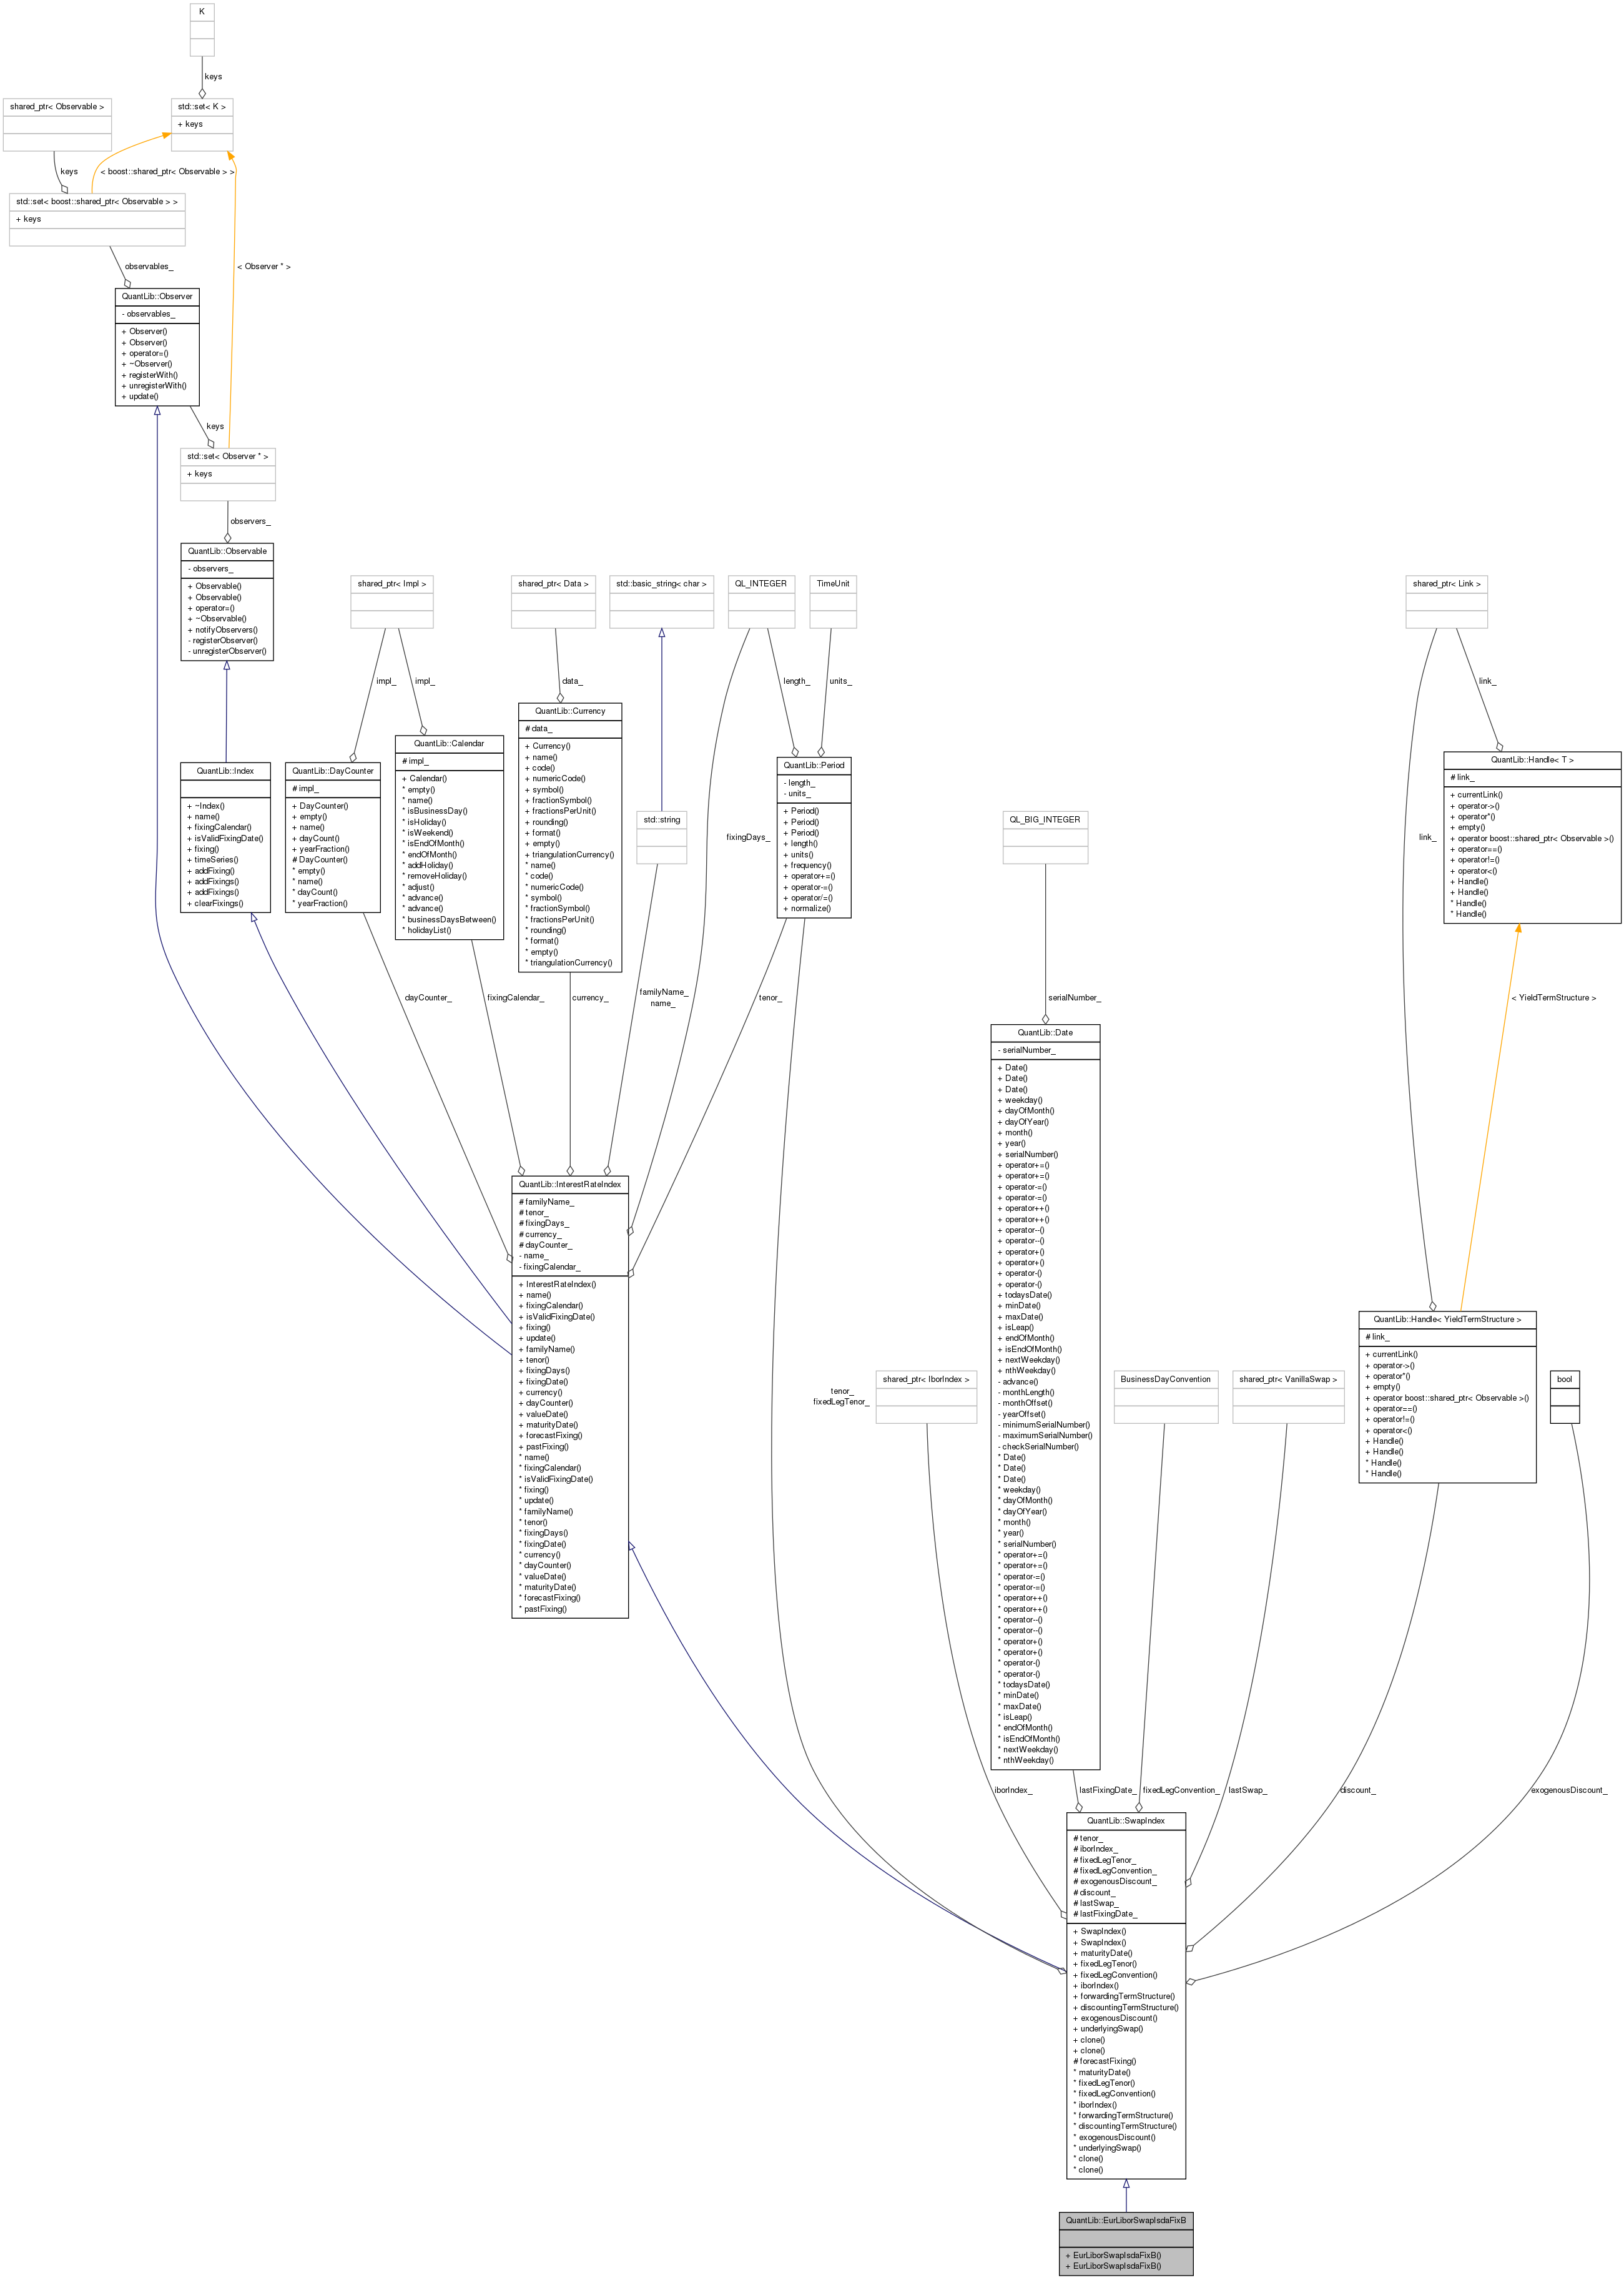 K
keys
shared_ptr< Observable >
std::set< K >
+ keys
keys
< boost::shared_ptr< Observable > >
std::set< boost::shared_ptr< Observable > >
+ keys
observables_
< Observer * >
QuantLib::Observer
- observables_
+ Observer()
+ Observer()
+ operator=()
+ ~Observer()
+ registerWith()
+ unregisterWith()
+ update()
keys
std::set< Observer * >
+ keys
observers_
QuantLib::Observable
- observers_
+ Observable()
+ Observable()
+ operator=()
+ ~Observable()
+ notifyObservers()
- registerObserver()
- unregisterObserver()
shared_ptr< Impl >
shared_ptr< Data >
std::basic_string< char >
QL_INTEGER
TimeUnit
shared_ptr< Link >
impl_
impl_
data_
length_
units_
link_
QuantLib::Index
+ ~Index()
+ name()
+ fixingCalendar()
+ isValidFixingDate()
+ fixing()
+ timeSeries()
+ addFixing()
+ addFixings()
+ addFixings()
+ clearFixings()
QuantLib::DayCounter
# impl_
+ DayCounter()
+ empty()
+ name()
+ dayCount()
+ yearFraction()
# DayCounter()
* empty()
* name()
* dayCount()
* yearFraction()
QuantLib::Calendar
# impl_
+ Calendar()
* empty()
* name()
* isBusinessDay()
* isHoliday()
* isWeekend()
* isEndOfMonth()
* endOfMonth()
* addHoliday()
* removeHoliday()
* adjust()
* advance()
* advance()
* businessDaysBetween()
* holidayList()
QuantLib::Currency
# data_
+ Currency()
+ name()
+ code()
+ numericCode()
+ symbol()
+ fractionSymbol()
+ fractionsPerUnit()
+ rounding()
+ format()
+ empty()
+ triangulationCurrency()
* name()
* code()
* numericCode()
* symbol()
* fractionSymbol()
* fractionsPerUnit()
* rounding()
* format()
* empty()
* triangulationCurrency()
std::string
fixingDays_
QuantLib::Period
- length_
- units_
+ Period()
+ Period()
+ Period()
+ length()
+ units()
+ frequency()
+ operator+=()
+ operator-=()
+ operator/=()
+ normalize()
QL_BIG_INTEGER
link_
QuantLib::Handle< T >
# link_
+ currentLink()
+ operator->()
+ operator*()
+ empty()
+ operator boost::shared_ptr< Observable >()
+ operator==()
+ operator!=()
+ operator<()
+ Handle()
+ Handle()
* Handle()
* Handle()
dayCounter_
fixingCalendar_
currency_
familyName_
name_
tenor_
serialNumber_
< YieldTermStructure >
QuantLib::Date
- serialNumber_
+ Date()
+ Date()
+ Date()
+ weekday()
+ dayOfMonth()
+ dayOfYear()
+ month()
+ year()
+ serialNumber()
+ operator+=()
+ operator+=()
+ operator-=()
+ operator-=()
+ operator++()
+ operator++()
+ operator--()
+ operator--()
+ operator+()
+ operator+()
+ operator-()
+ operator-()
+ todaysDate()
+ minDate()
+ maxDate()
+ isLeap()
+ endOfMonth()
+ isEndOfMonth()
+ nextWeekday()
+ nthWeekday()
- advance()
- monthLength()
- monthOffset()
- yearOffset()
- minimumSerialNumber()
- maximumSerialNumber()
- checkSerialNumber()
* Date()
* Date()
* Date()
* weekday()
* dayOfMonth()
* dayOfYear()
* month()
* year()
* serialNumber()
* operator+=()
* operator+=()
* operator-=()
* operator-=()
* operator++()
* operator++()
* operator--()
* operator--()
* operator+()
* operator+()
* operator-()
* operator-()
* todaysDate()
* minDate()
* maxDate()
* isLeap()
* endOfMonth()
* isEndOfMonth()
* nextWeekday()
* nthWeekday()
QuantLib::InterestRateIndex
# familyName_
# tenor_
# fixingDays_
# currency_
# dayCounter_
- name_
- fixingCalendar_
+ InterestRateIndex()
+ name()
+ fixingCalendar()
+ isValidFixingDate()
+ fixing()
+ update()
+ familyName()
+ tenor()
+ fixingDays()
+ fixingDate()
+ currency()
+ dayCounter()
+ valueDate()
+ maturityDate()
+ forecastFixing()
+ pastFixing()
* name()
* fixingCalendar()
* isValidFixingDate()
* fixing()
* update()
* familyName()
* tenor()
* fixingDays()
* fixingDate()
* currency()
* dayCounter()
* valueDate()
* maturityDate()
* forecastFixing()
* pastFixing()
QuantLib::Handle< YieldTermStructure >
# link_
+ currentLink()
+ operator->()
+ operator*()
+ empty()
+ operator boost::shared_ptr< Observable >()
+ operator==()
+ operator!=()
+ operator<()
+ Handle()
+ Handle()
* Handle()
* Handle()
tenor_
fixedLegTenor_
shared_ptr< IborIndex >
BusinessDayConvention
shared_ptr< VanillaSwap >
bool
iborIndex_
lastFixingDate_
fixedLegConvention_
lastSwap_
discount_
exogenousDiscount_
QuantLib::SwapIndex
# tenor_
# iborIndex_
# fixedLegTenor_
# fixedLegConvention_
# exogenousDiscount_
# discount_
# lastSwap_
# lastFixingDate_
+ SwapIndex()
+ SwapIndex()
+ maturityDate()
+ fixedLegTenor()
+ fixedLegConvention()
+ iborIndex()
+ forwardingTermStructure()
+ discountingTermStructure()
+ exogenousDiscount()
+ underlyingSwap()
+ clone()
+ clone()
# forecastFixing()
* maturityDate()
* fixedLegTenor()
* fixedLegConvention()
* iborIndex()
* forwardingTermStructure()
* discountingTermStructure()
* exogenousDiscount()
* underlyingSwap()
* clone()
* clone()
QuantLib::EurLiborSwapIsdaFixB
+ EurLiborSwapIsdaFixB()
+ EurLiborSwapIsdaFixB()